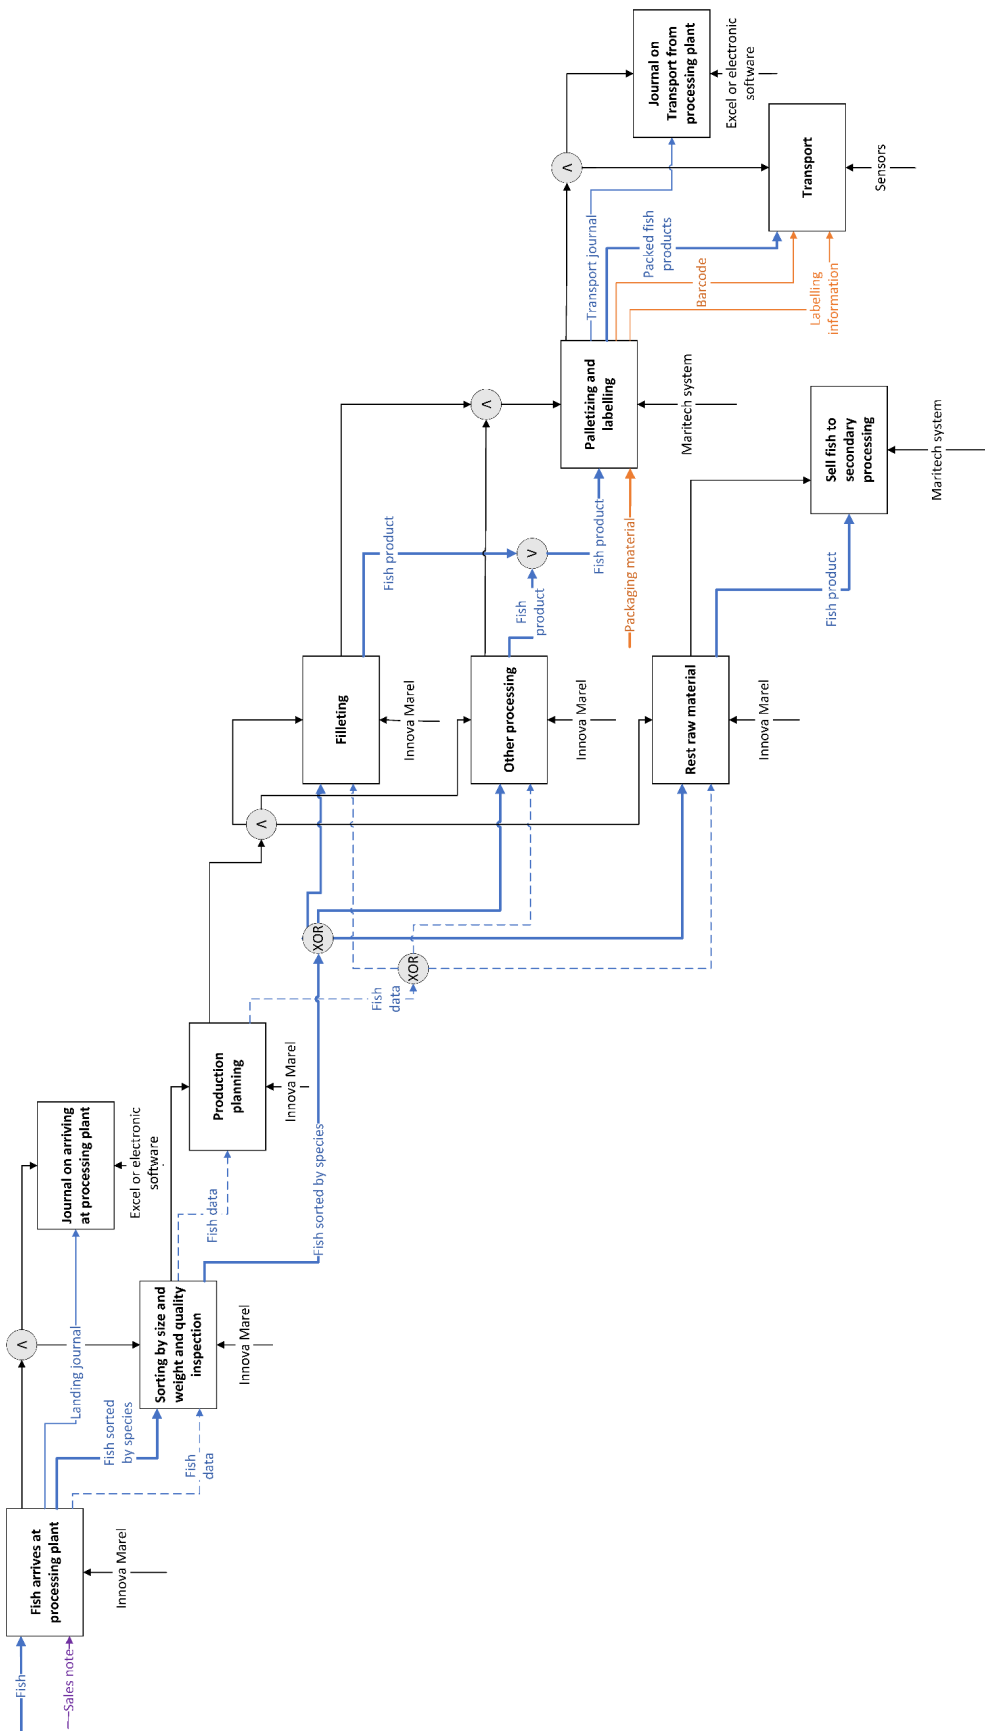 Fish
Sales note
Fish arrives at
processing plant
Innova Marel
Landing journal
Fish sorted
by species
Fish
data
V
Journal on arriving
at processing plant
Excel or electronic
software
Sorting by size and
weight and quality
inspection
Innova Marel
Fish data
Fish sorted by species
Production
planning
Innova Marel
Fish
data
XOR
XOR
V
Filleting
Innova Marel
Other processing
Innova Marel
Rest raw material
Innova Marel
Fish product
Fish
product
V
Fish product
Packaging material
Fish product
V
Palletizing and
labelling
Maritech system
Sell fish to
secondary
processing
Maritech system
Transport journal
Packed fish
products
Barcode
Labelling
information
V
Journal on
Transport from
processing plant
Excel or electronic
software
Transport
Sensors